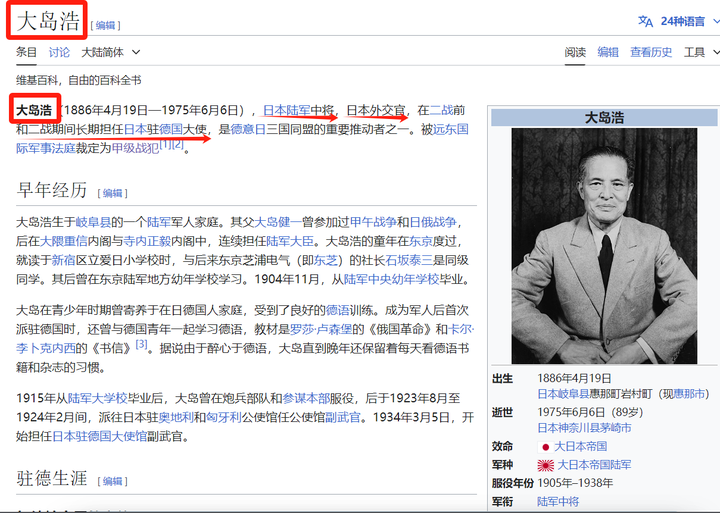 大岛浩 [ 编辑 ]
24种语言
条目 讨论 大陆简体
阅读 编辑 查看历史 工具
维基百科，自由的百科全书
大岛浩（1886年4月19日—1975年6月6日），日本陆军中将，日本外交官，在二战前
和二战期间长期担任日本驻德国大使，是德意日三国同盟的重要推动者之一。被远东国
际军事法庭裁定为甲级战犯[1][2]。
早年经历 [ 编辑 ]
大岛浩生于岐阜县的一个陆军军人家庭。其父大岛健一曾参加过甲午战争和日俄战争，
后在大隈重信内阁与寺内正毅内阁中，连续担任陆军大臣。大岛浩的童年在东京度过，
就读于新宿区立爱日小学校时，与后来东京芝浦电气（即东芝）的社长石坂泰三是同级
同学。其后曾在东京陆军地方幼年学校学习。1904年11月，从陆军中央幼年学校毕业。
大岛在青少年时期曾寄养于在日德国人家庭，受到了良好的德语训练。成为军人后首次
派驻德国时，还曾与德国青年一起学习德语，教材是罗莎·卢森堡的《俄国革命》和卡尔·
李卜克内西的《书信》[3]。据说由于醉心于德语，大岛直到晚年还保留着每天看德语书
籍和杂志的习惯。
1915年从陆军大学校毕业后，大岛曾在炮兵部队和参谋本部服役，后于1923年8月至
1924年2月间，派往日本驻奥地利和匈牙利公使馆任公使馆副武官。1934年3月5日，开
始担任日本驻德国大使馆副武官。
驻德生涯 [ 编辑 ]
大岛浩
出生 1886年4月19日
日本岐阜县惠那町岩村町（现惠那市）
逝世 1975年6月6日（89岁）
日本神奈川县茅崎市
效命 大日本帝国
军种 大日本帝国陆军
服役年份 1905年–1938年
军衔 陆军中将